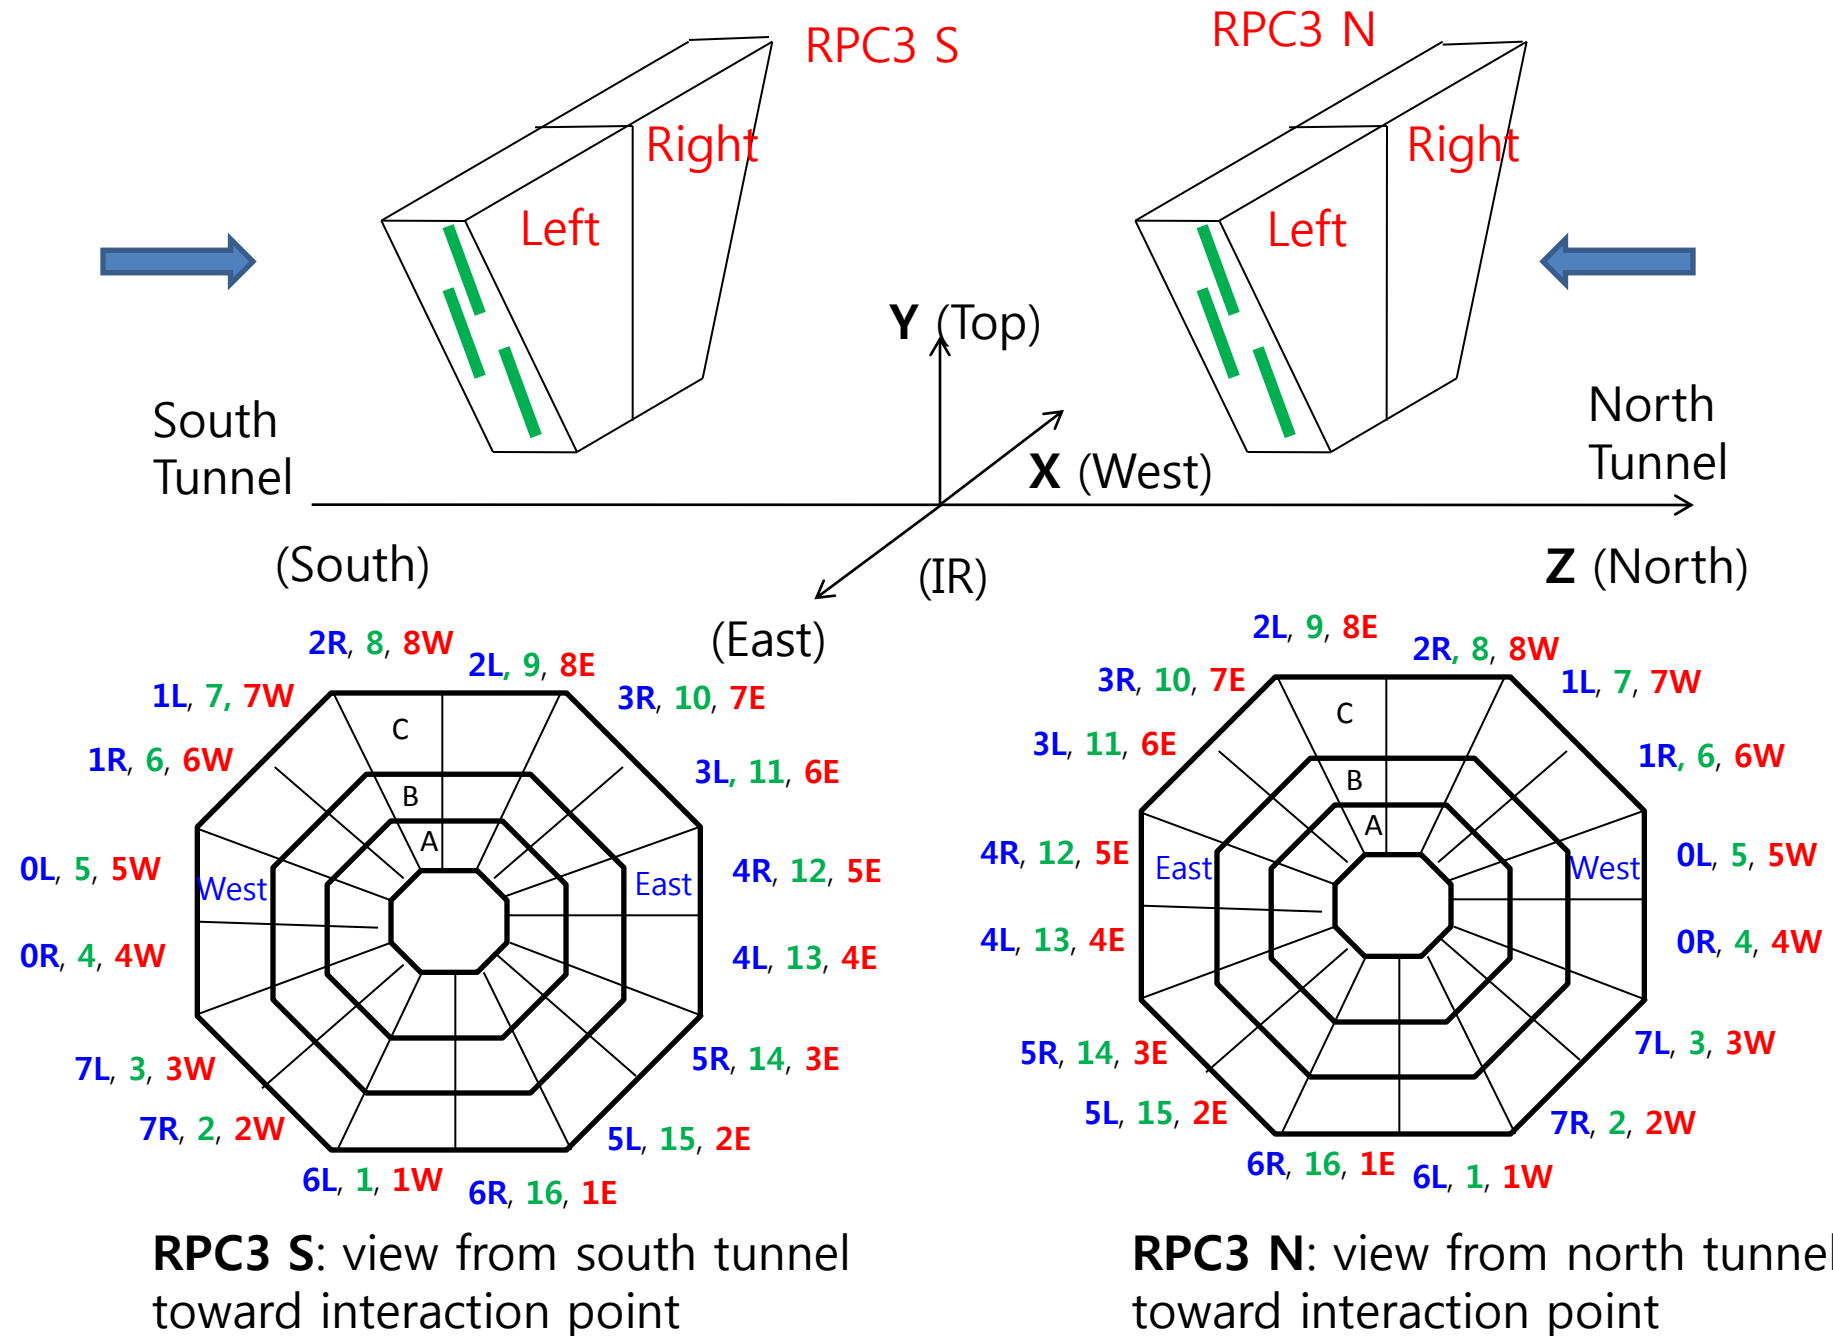 RPC3 S
RPC3 N
Right
Left
Right
Left
Y (Top)
South
Tunnel
North
Tunnel
X (West)
(South)
(IR)
Z (North)
(East)
2R, 8, 8W
2L, 9, 8E
1L, 7, 7W
3R, 10, 7E
1R, 6, 6W
3L, 11, 6E
C
B
A
0L, 5, 5W
West
East
4R, 12, 5E
0R, 4, 4W
4L, 13, 4E
7L, 3, 3W
5R, 14, 3E
7R, 2, 2W
5L, 15, 2E
6L, 1, 1W
6R, 16, 1E
2L, 9, 8E
2R, 8, 8W
3R, 10, 7E
1L, 7, 7W
3L, 11, 6E
1R, 6, 6W
C
B
A
4R, 12, 5E
East
West
0L, 5, 5W
4L, 13, 4E
0R, 4, 4W
5R, 14, 3E
7L, 3, 3W
5L, 15, 2E
7R, 2, 2W
6R, 16, 1E
6L, 1, 1W
RPC3 S: view from south tunnel
toward interaction point
RPC3 N: view from north tunnel
toward interaction point